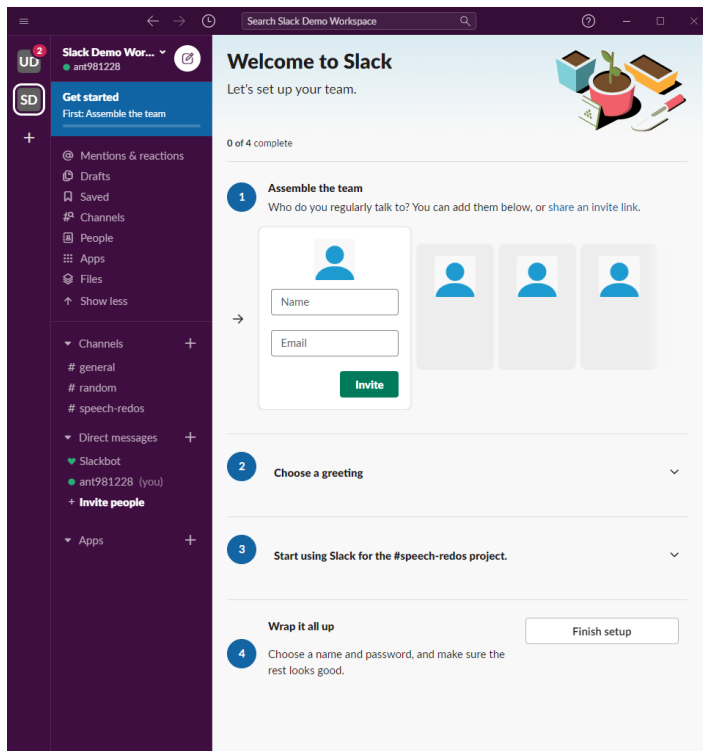 Search Slack Demo Workspace
?
UD
2
SD
+
Slack Demo Wor...
ant981228
Get started
First: Assemble the team
@ Mentions & reactions
Drafts
Saved
Channels
People
Apps
Files
Show less
Channels +
# general
# random
# speech-redos
Direct messages +
Slackbot
ant981228 (you)
+ Invite people
Apps +
Welcome to Slack
Let's set up your team.
0 of 4 complete
1
Assemble the team
Who do you regularly talk to? You can add them below, or share an invite link.
Name
Email
Invite
2
Choose a greeting
3
Start using Slack for the #speech-redos project.
4
Wrap it all up
Choose a name and password, and make sure the
rest looks good.
Finish setup